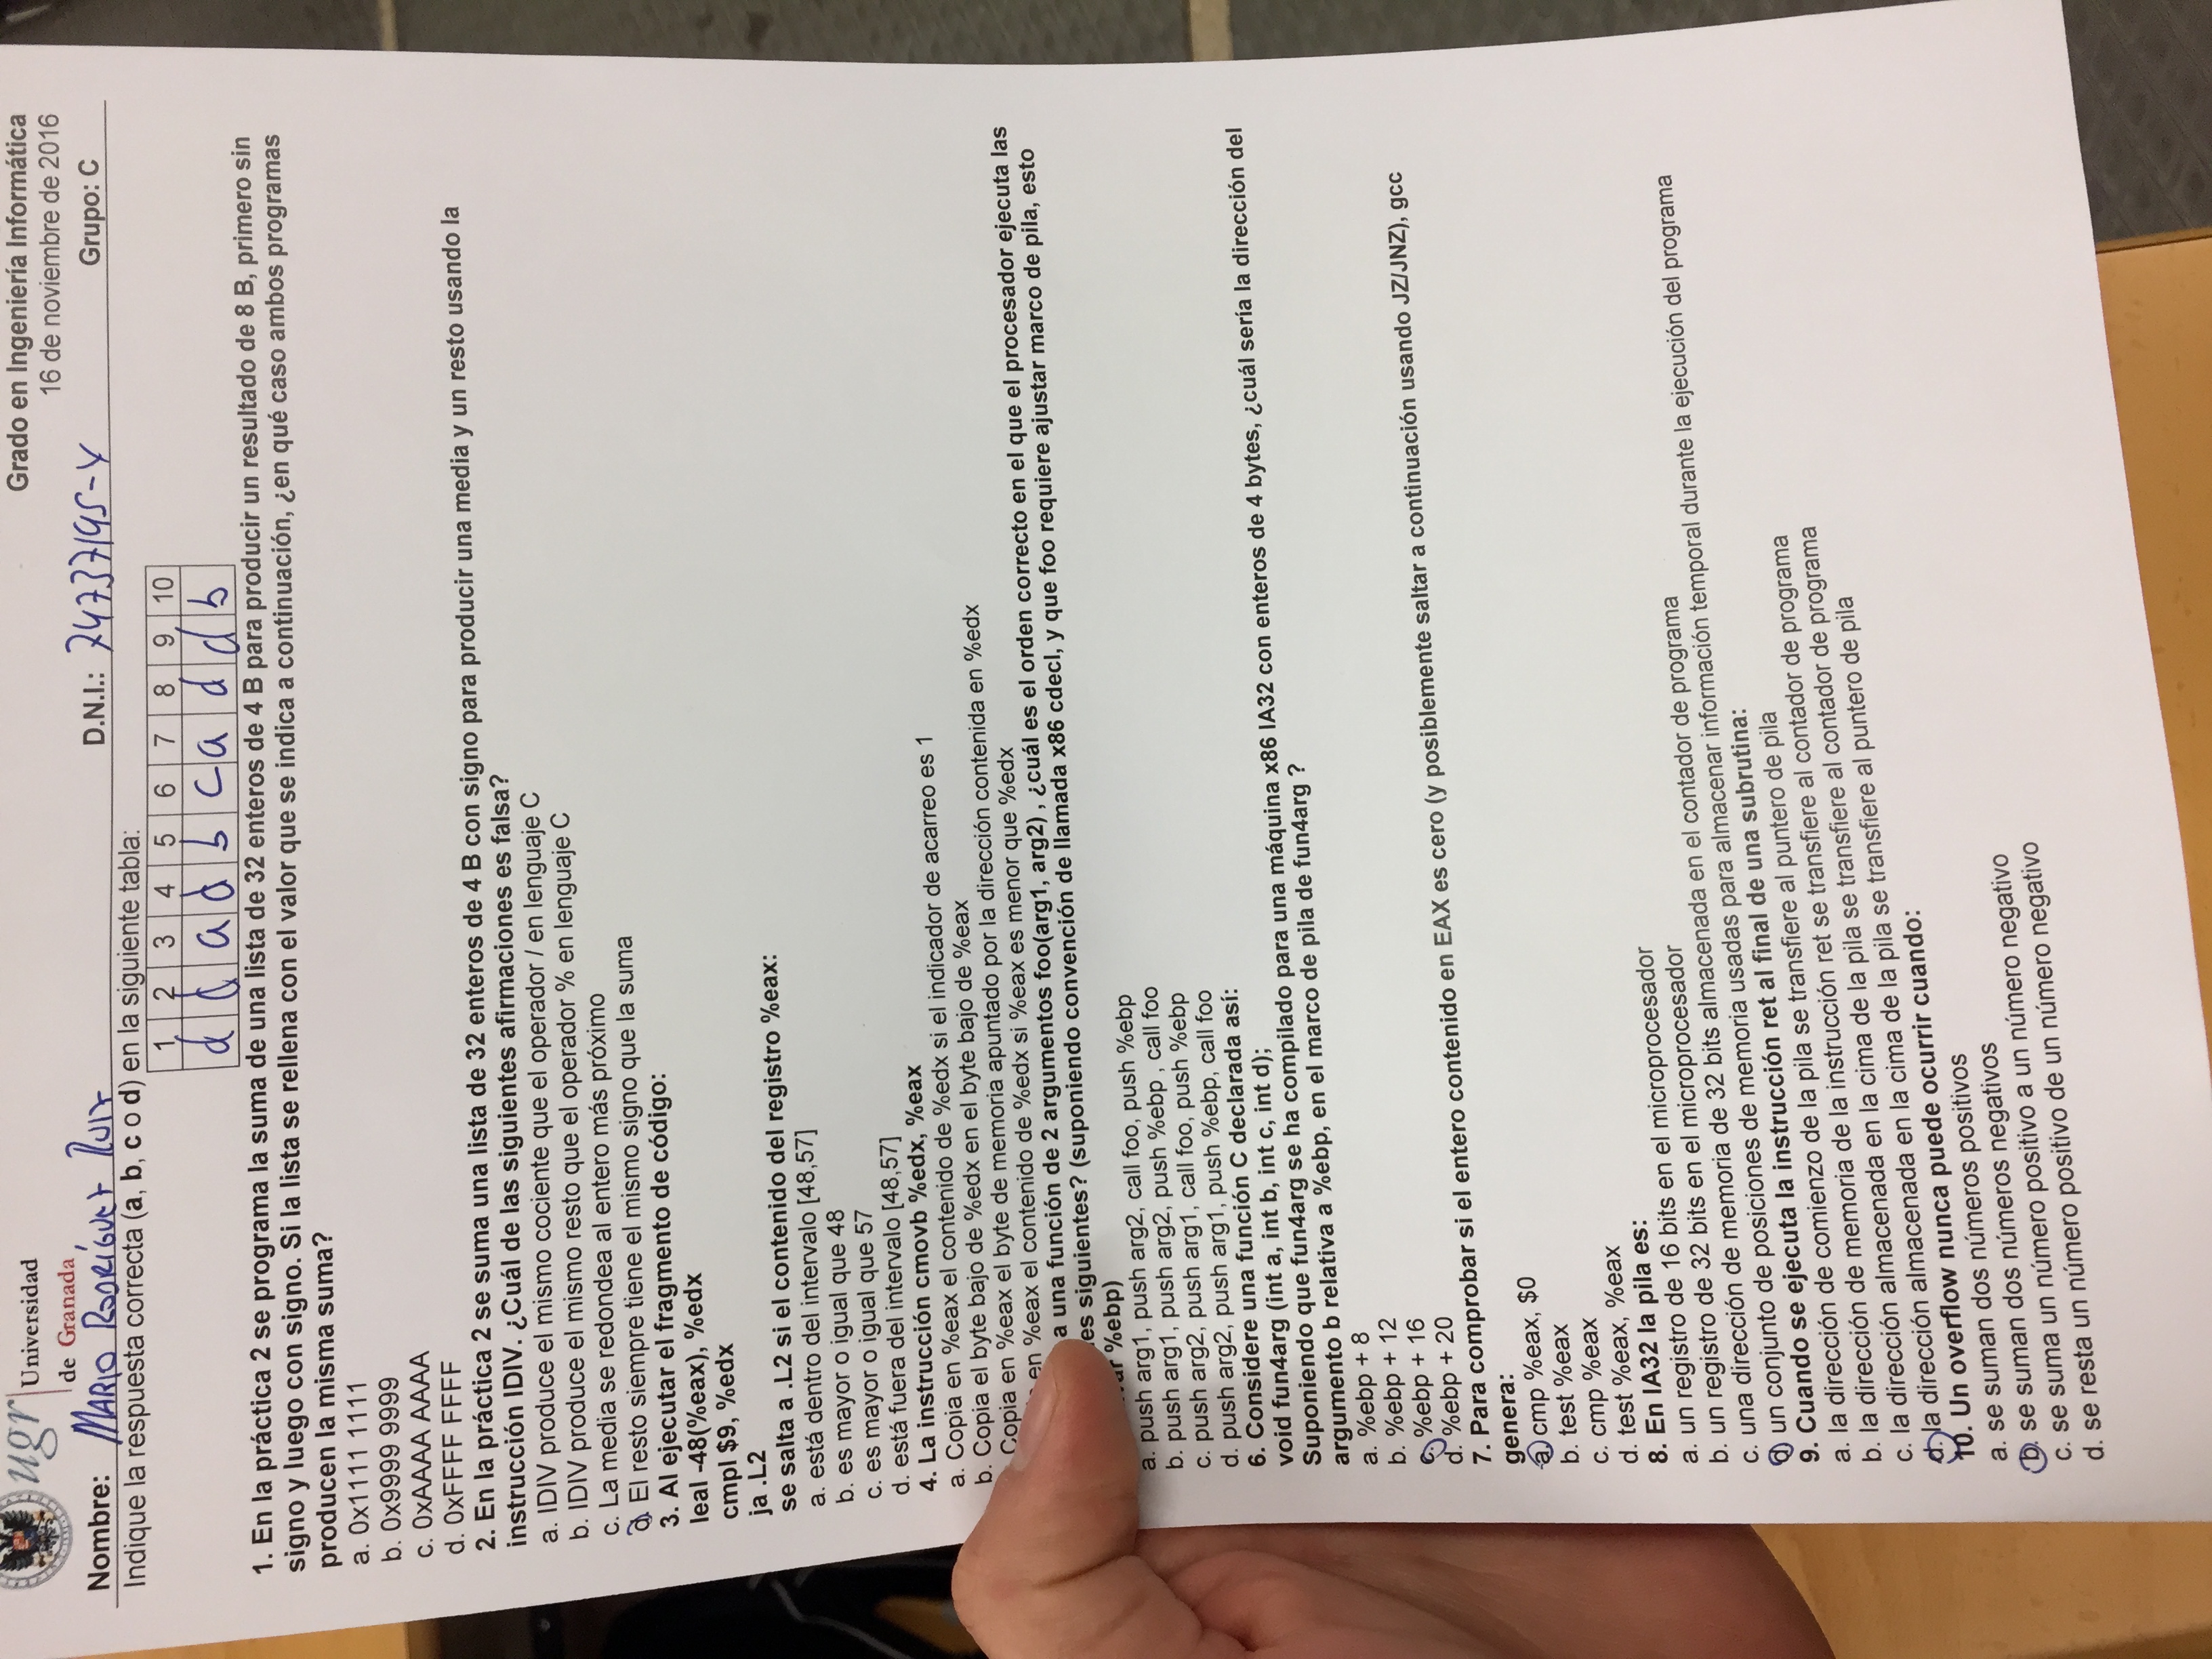 ugr Universidad
de Granada
Grado en Ingeniería Informática
16 de noviembre de 2016
Nombre: MARIO RODRÍGUEZ RUIZ D.N.I.: 74737195-Y Grupo: C
Indique la respuesta correcta (a, b, c o d) en la siguiente tabla:
1 2 3 4 5 6 7 8 9 10
d d a d b c a d d b
1. En la práctica 2 se programa la suma de una lista de 32 enteros de 4 B para producir un resultado de 8 B, primero sin
signo y luego con signo. Si la lista se rellena con el valor que se indica a continuación, ¿en qué caso ambos programas
producen la misma suma?
a. 0x1111 1111
b. 0x9999 9999
c. 0xAAAA AAAA
d. 0xFFFF FFFF
2. En la práctica 2 se suma una lista de 32 enteros de 4 B con signo para producir una media y un resto usando la
instrucción IDIV. ¿Cuál de las siguientes afirmaciones es falsa?
a. IDIV produce el mismo cociente que el operador / en lenguaje C
b. IDIV produce el mismo resto que el operador % en lenguaje C
c. La media se redondea al entero más próximo
d. El resto siempre tiene el mismo signo que la suma
3. Al ejecutar el fragmento de código:
leal -48(%eax), %edx
cmpl $9, %edx
ja .L2
se salta a .L2 si el contenido del registro %eax:
a. está dentro del intervalo [48,57]
b. es mayor o igual que 48
c. es mayor o igual que 57
d. está fuera del intervalo [48,57]
4. La instrucción cmovb %edx, %eax
a. Copia en %eax el contenido de %edx si el indicador de acarreo es 1
b. Copia el byte bajo de %edx en el byte bajo de %eax
Copia en %eax el byte de memoria apuntado por la dirección contenida en %edx
en %eax el contenido de %edx si %eax es menor que %edx
a una función de 2 argumentos foo(arg1, arg2) , ¿cuál es el orden correcto en el que el procesador ejecuta las
es siguientes? (suponiendo convención de llamada x86 cdecl, y que foo requiere ajustar marco de pila, esto
%ebp)
a. push arg1, push arg2, call foo, push %ebp
b. push arg1, push arg2, push %ebp , call foo
c. push arg2, push arg1, call foo, push %ebp
d. push arg2, push arg1, push %ebp, call foo
6. Considere una función C declarada así:
void fun4arg (int a, int b, int c, int d);
Suponiendo que fun4arg se ha compilado para una máquina x86 IA32 con enteros de 4 bytes, ¿cuál sería la dirección del
argumento b relativa a %ebp, en el marco de pila de fun4arg ?
a. %ebp + 8
b. %ebp + 12
c. %ebp + 16
d. %ebp + 20
7. Para comprobar si el entero contenido en EAX es cero (y posiblemente saltar a continuación usando JZ/JNZ), gcc
genera:
a. cmp %eax, $0
b. test %eax
c. cmp %eax
d. test %eax, %eax
8. En IA32 la pila es:
a. un registro de 16 bits en el microprocesador
b. un registro de 32 bits en el microprocesador
c. una dirección de memoria de 32 bits almacenada en el contador de programa
d. un conjunto de posiciones de memoria usadas para almacenar información temporal durante la ejecución del programa
9. Cuando se ejecuta la instrucción ret al final de una subrutina:
a. la dirección de comienzo de la pila se transfiere al puntero de pila
b. la dirección de memoria de la instrucción ret se transfiere al contador de programa
c. la dirección almacenada en la cima de la pila se transfiere al contador de programa
d. la dirección almacenada en la cima de la pila se transfiere al puntero de pila
10. Un overflow nunca puede ocurrir cuando:
a. se suman dos números positivos
b. se suman dos números negativos
c. se suma un número positivo a un número negativo
d. se resta un número positivo de un número negativo